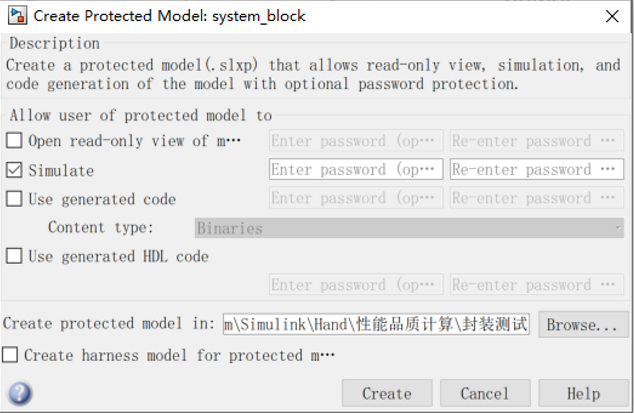 Create Protected Model: system_block
Description
Create a protected model(.slxp) that allows read-only view, simulation, and
code generation of the model with optional password protection.
Allow user of protected model to
Open read-only view of m… Enter password (op… Re-enter password …
Simulate Enter password (op… Re-enter password …
Use generated code Enter password (op… Re-enter password …
Content type: Binaries
Use generated HDL code
Enter password (op… Re-enter password …
Create protected model in: m\Simulink\Hand\性能品质计算\封装测试 Browse...
Create harness model for protected m…
Create Cancel Help